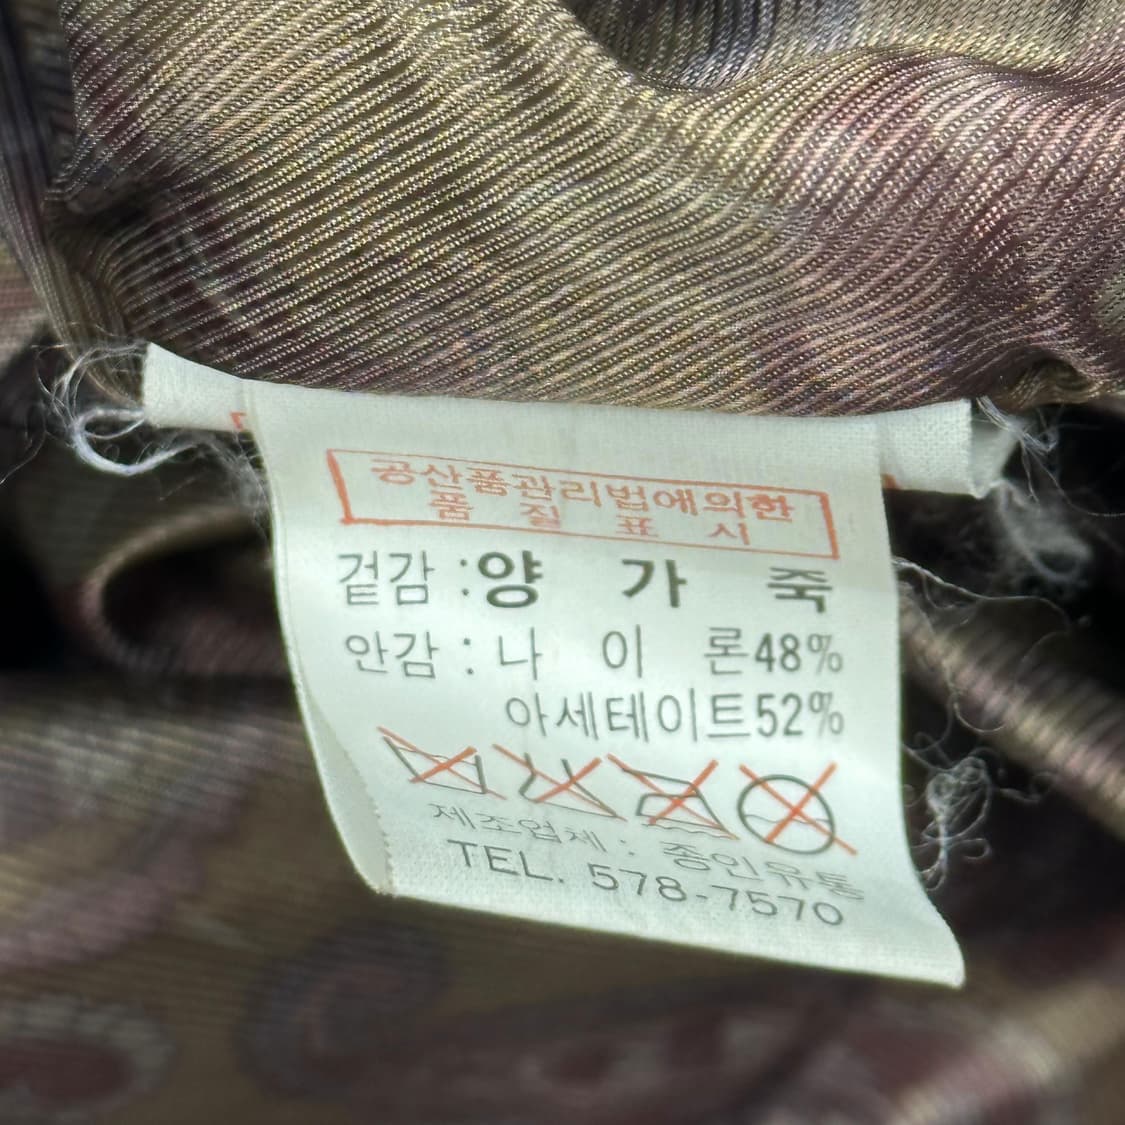 공산품관리법에의한
품 질 표 시
겉감 : 양 가 죽
안감 : 나 이 론48%
아세테이트52%
제조업체 : 종인유통
TEL. 578-7570